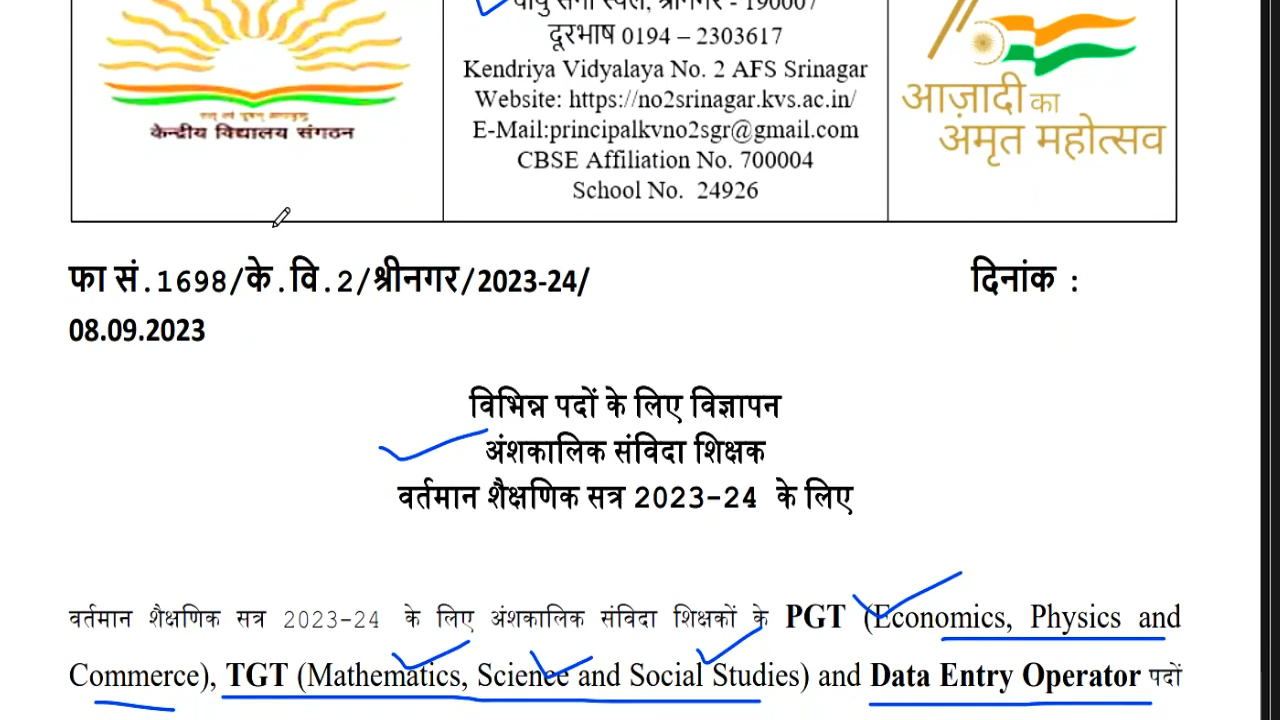 वायु सेना स्थल, श्रीनगर - 190007
दूरभाष 0194 – 2303617
Kendriya Vidyalaya No. 2 AFS Srinagar
Website: https://no2srinagar.kvs.ac.in/
E-Mail:principalkvno2sgr@gmail.com
CBSE Affiliation No. 700004
School No. 24926
केन्द्रीय विद्यालय संगठन
आज़ादी का
अमृत महोत्सव
फा सं.1698/के.वि.2/श्रीनगर/2023-24/ दिनांक :
08.09.2023
विभिन्न पदों के लिए विज्ञापन
अंशकालिक संविदा शिक्षक
वर्तमान शैक्षणिक सत्र 2023-24 के लिए
वर्तमान शैक्षणिक सत्र 2023-24 के लिए अंशकालिक संविदा शिक्षकों के PGT (Economics, Physics and
Commerce), TGT (Mathematics, Science and Social Studies) and Data Entry Operator पदों